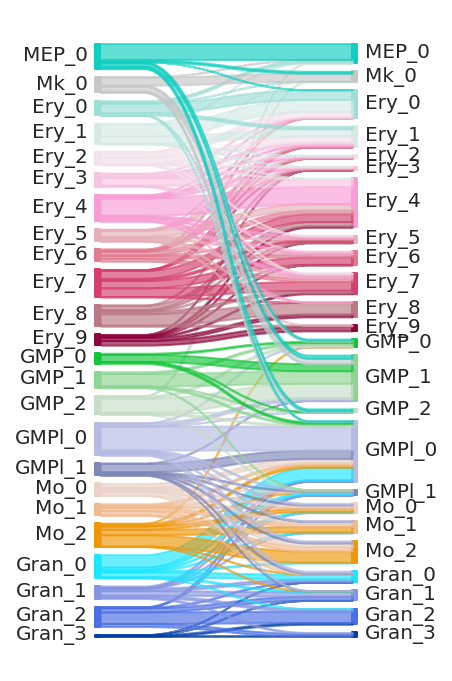 MEP_0
Mk_0
Ery_0
Ery_1
Ery_2
Ery_3
Ery_4
Ery_5
Ery_6
Ery_7
Ery_8
Ery_9
GMP_0
GMP_1
GMP_2
GMPl_0
GMPl_1
Mo_0
Mo_1
Mo_2
Gran_0
Gran_1
Gran_2
Gran_3
MEP_0
Mk_0
Ery_0
Ery_1
Ery_2
Ery_3
Ery_4
Ery_5
Ery_6
Ery_7
Ery_8
Ery_9
GMP_0
GMP_1
GMP_2
GMPl_0
GMPl_1
Mo_0
Mo_1
Mo_2
Gran_0
Gran_1
Gran_2
Gran_3